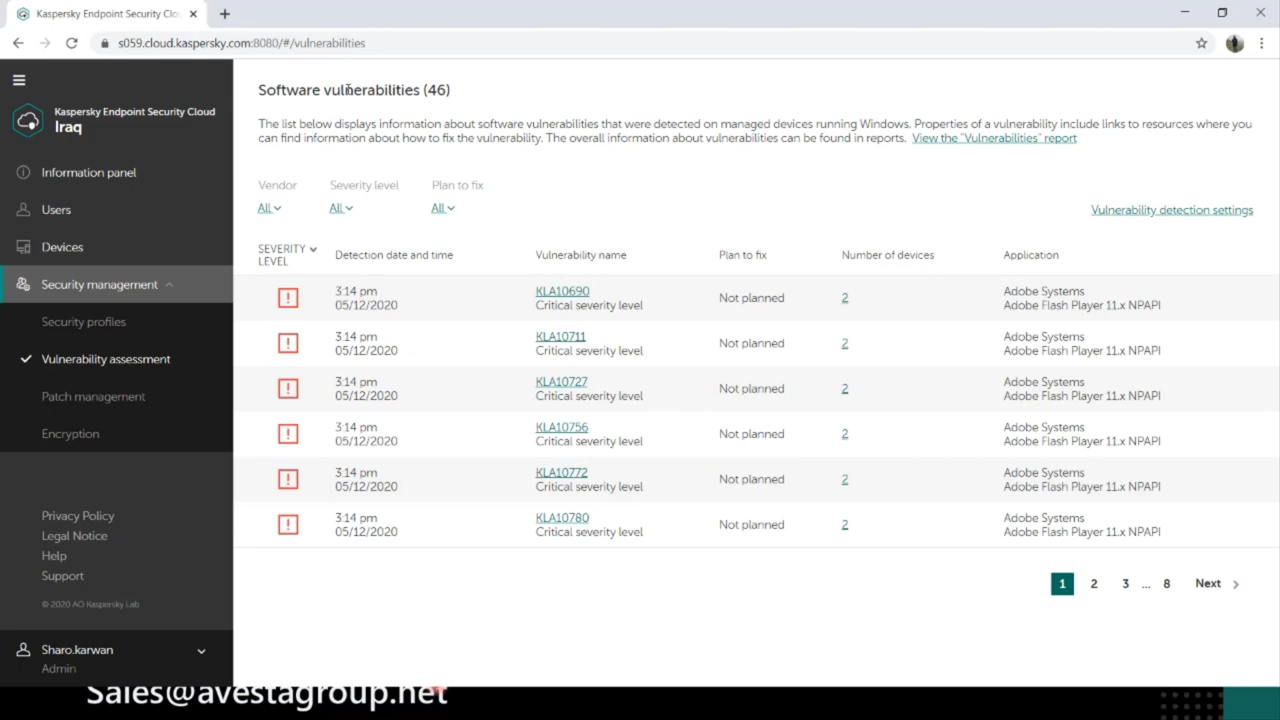 Kaspersky Endpoint Security Clo
s059.cloud.kaspersky.com:8080/#/vulnerabilities
Kaspersky Endpoint Security Cloud
Iraq
Information panel
Users
Devices
Security management
Security profiles
Vulnerability assessment
Patch management
Encryption
Privacy Policy
Legal Notice
Help
Support
© 2020 AO Kaspersky Lab
Sharo.karwan
Admin
Software vulnerabilities (46)
The list below displays information about software vulnerabilities that were detected on managed devices running Windows. Properties of a vulnerability include links to resources where you
can find information about how to fix the vulnerability. The overall information about vulnerabilities can be found in reports. View the "Vulnerabilities" report
Vendor Severity level Plan to fix
All All All
Vulnerability detection settings
SEVERITY LEVEL Detection date and time Vulnerability name Plan to fix Number of devices Application
3:14 pm KLA10690 Not planned 2 Adobe Systems
05/12/2020 Critical severity level Adobe Flash Player 11.x NPAPI
3:14 pm KLA10711 Not planned 2 Adobe Systems
05/12/2020 Critical severity level Adobe Flash Player 11.x NPAPI
3:14 pm KLA10727 Not planned 2 Adobe Systems
05/12/2020 Critical severity level Adobe Flash Player 11.x NPAPI
3:14 pm KLA10756 Not planned 2 Adobe Systems
05/12/2020 Critical severity level Adobe Flash Player 11.x NPAPI
3:14 pm KLA10772 Not planned 2 Adobe Systems
05/12/2020 Critical severity level Adobe Flash Player 11.x NPAPI
3:14 pm KLA10780 Not planned 2 Adobe Systems
05/12/2020 Critical severity level Adobe Flash Player 11.x NPAPI
1 2 3 ... 8 Next
Sales@avestagroup.net